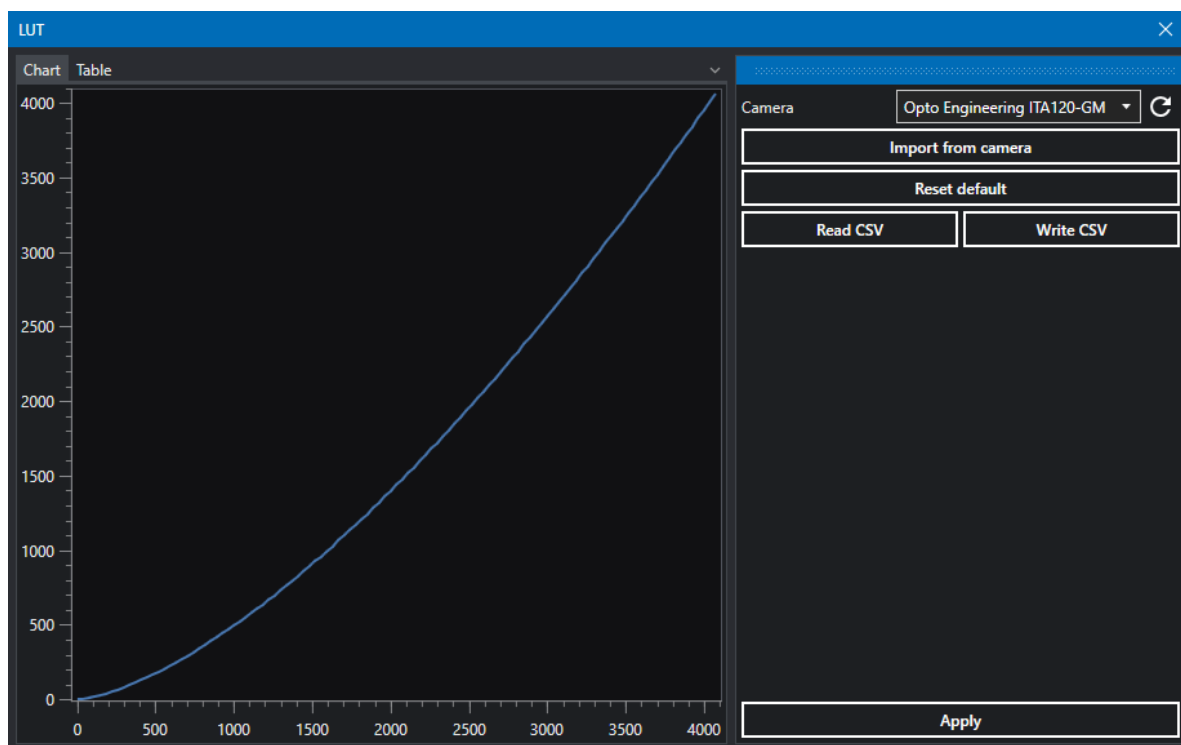 LUT
Chart Table
4000
3500
3000
2500
2000
1500
1000
500
0
0 500 1000 1500 2000 2500 3000 3500 4000
Camera Opto Engineering ITA120-GM
Import from camera
Reset default
Read CSV Write CSV
Apply